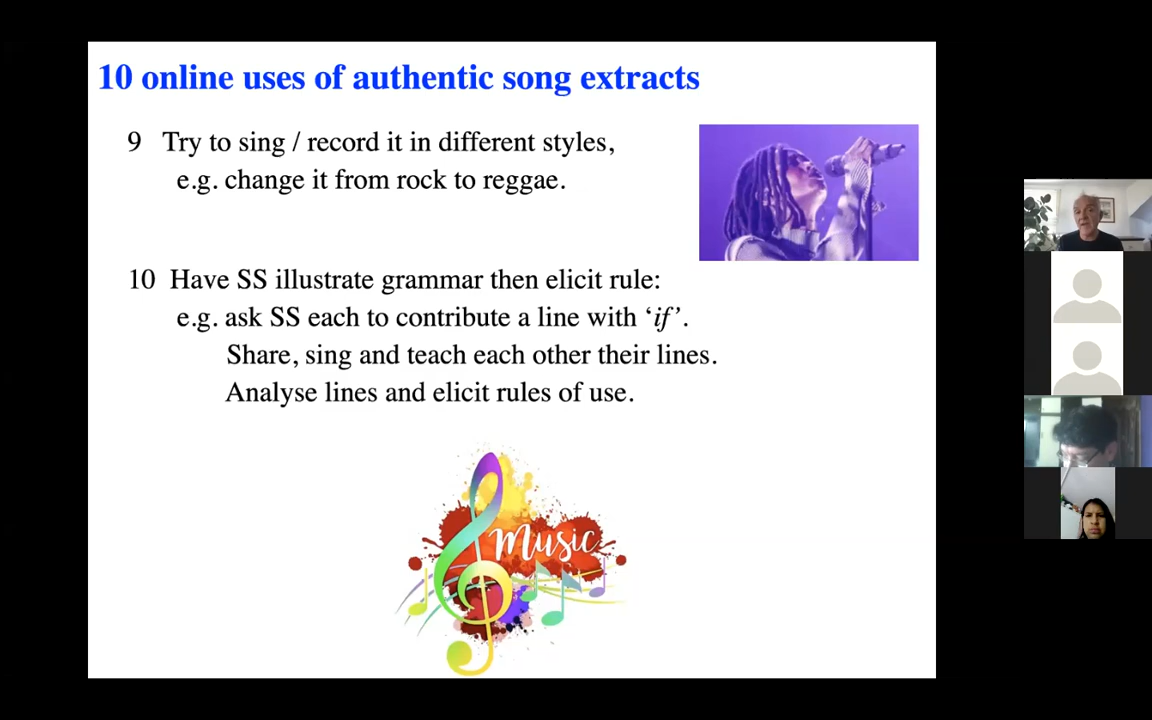 10 online uses of authentic song extracts
9 Try to sing / record it in different styles,
e.g. change it from rock to reggae.
10 Have SS illustrate grammar then elicit rule:
e.g. ask SS each to contribute a line with ‘if’.
Share, sing and teach each other their lines.
Analyse lines and elicit rules of use.
Music